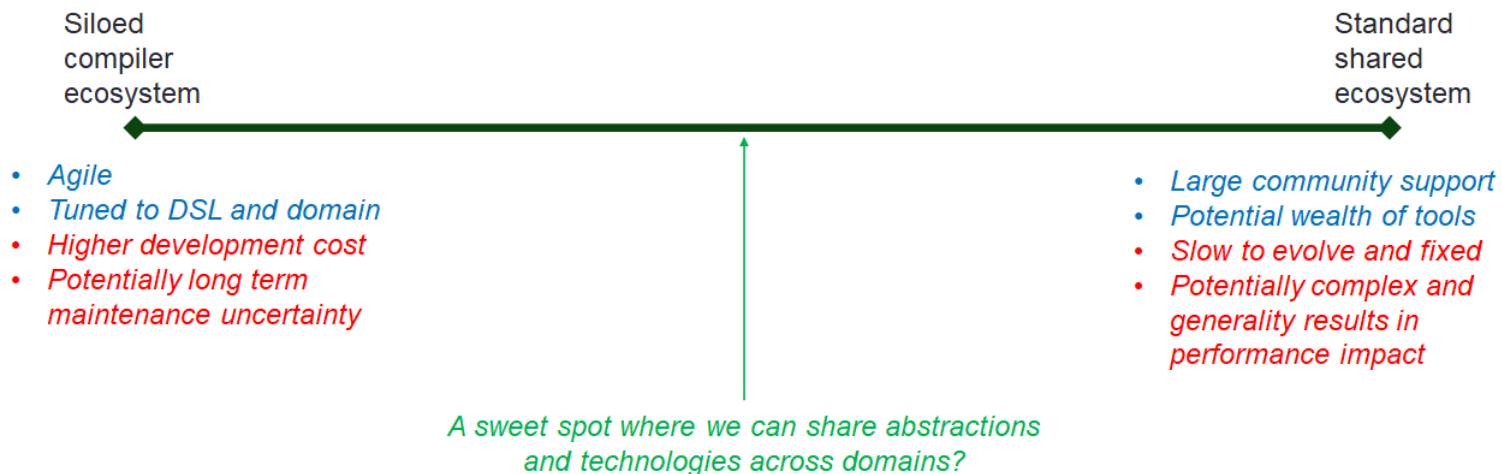 Siloed
compiler
ecosystem
Standard
shared
ecosystem
• Agile
• Tuned to DSL and domain
• Higher development cost
• Potentially long term
maintenance uncertainty
• Large community support
• Potential wealth of tools
• Slow to evolve and fixed
• Potentially complex and
generality results in
performance impact
A sweet spot where we can share abstractions
and technologies across domains?